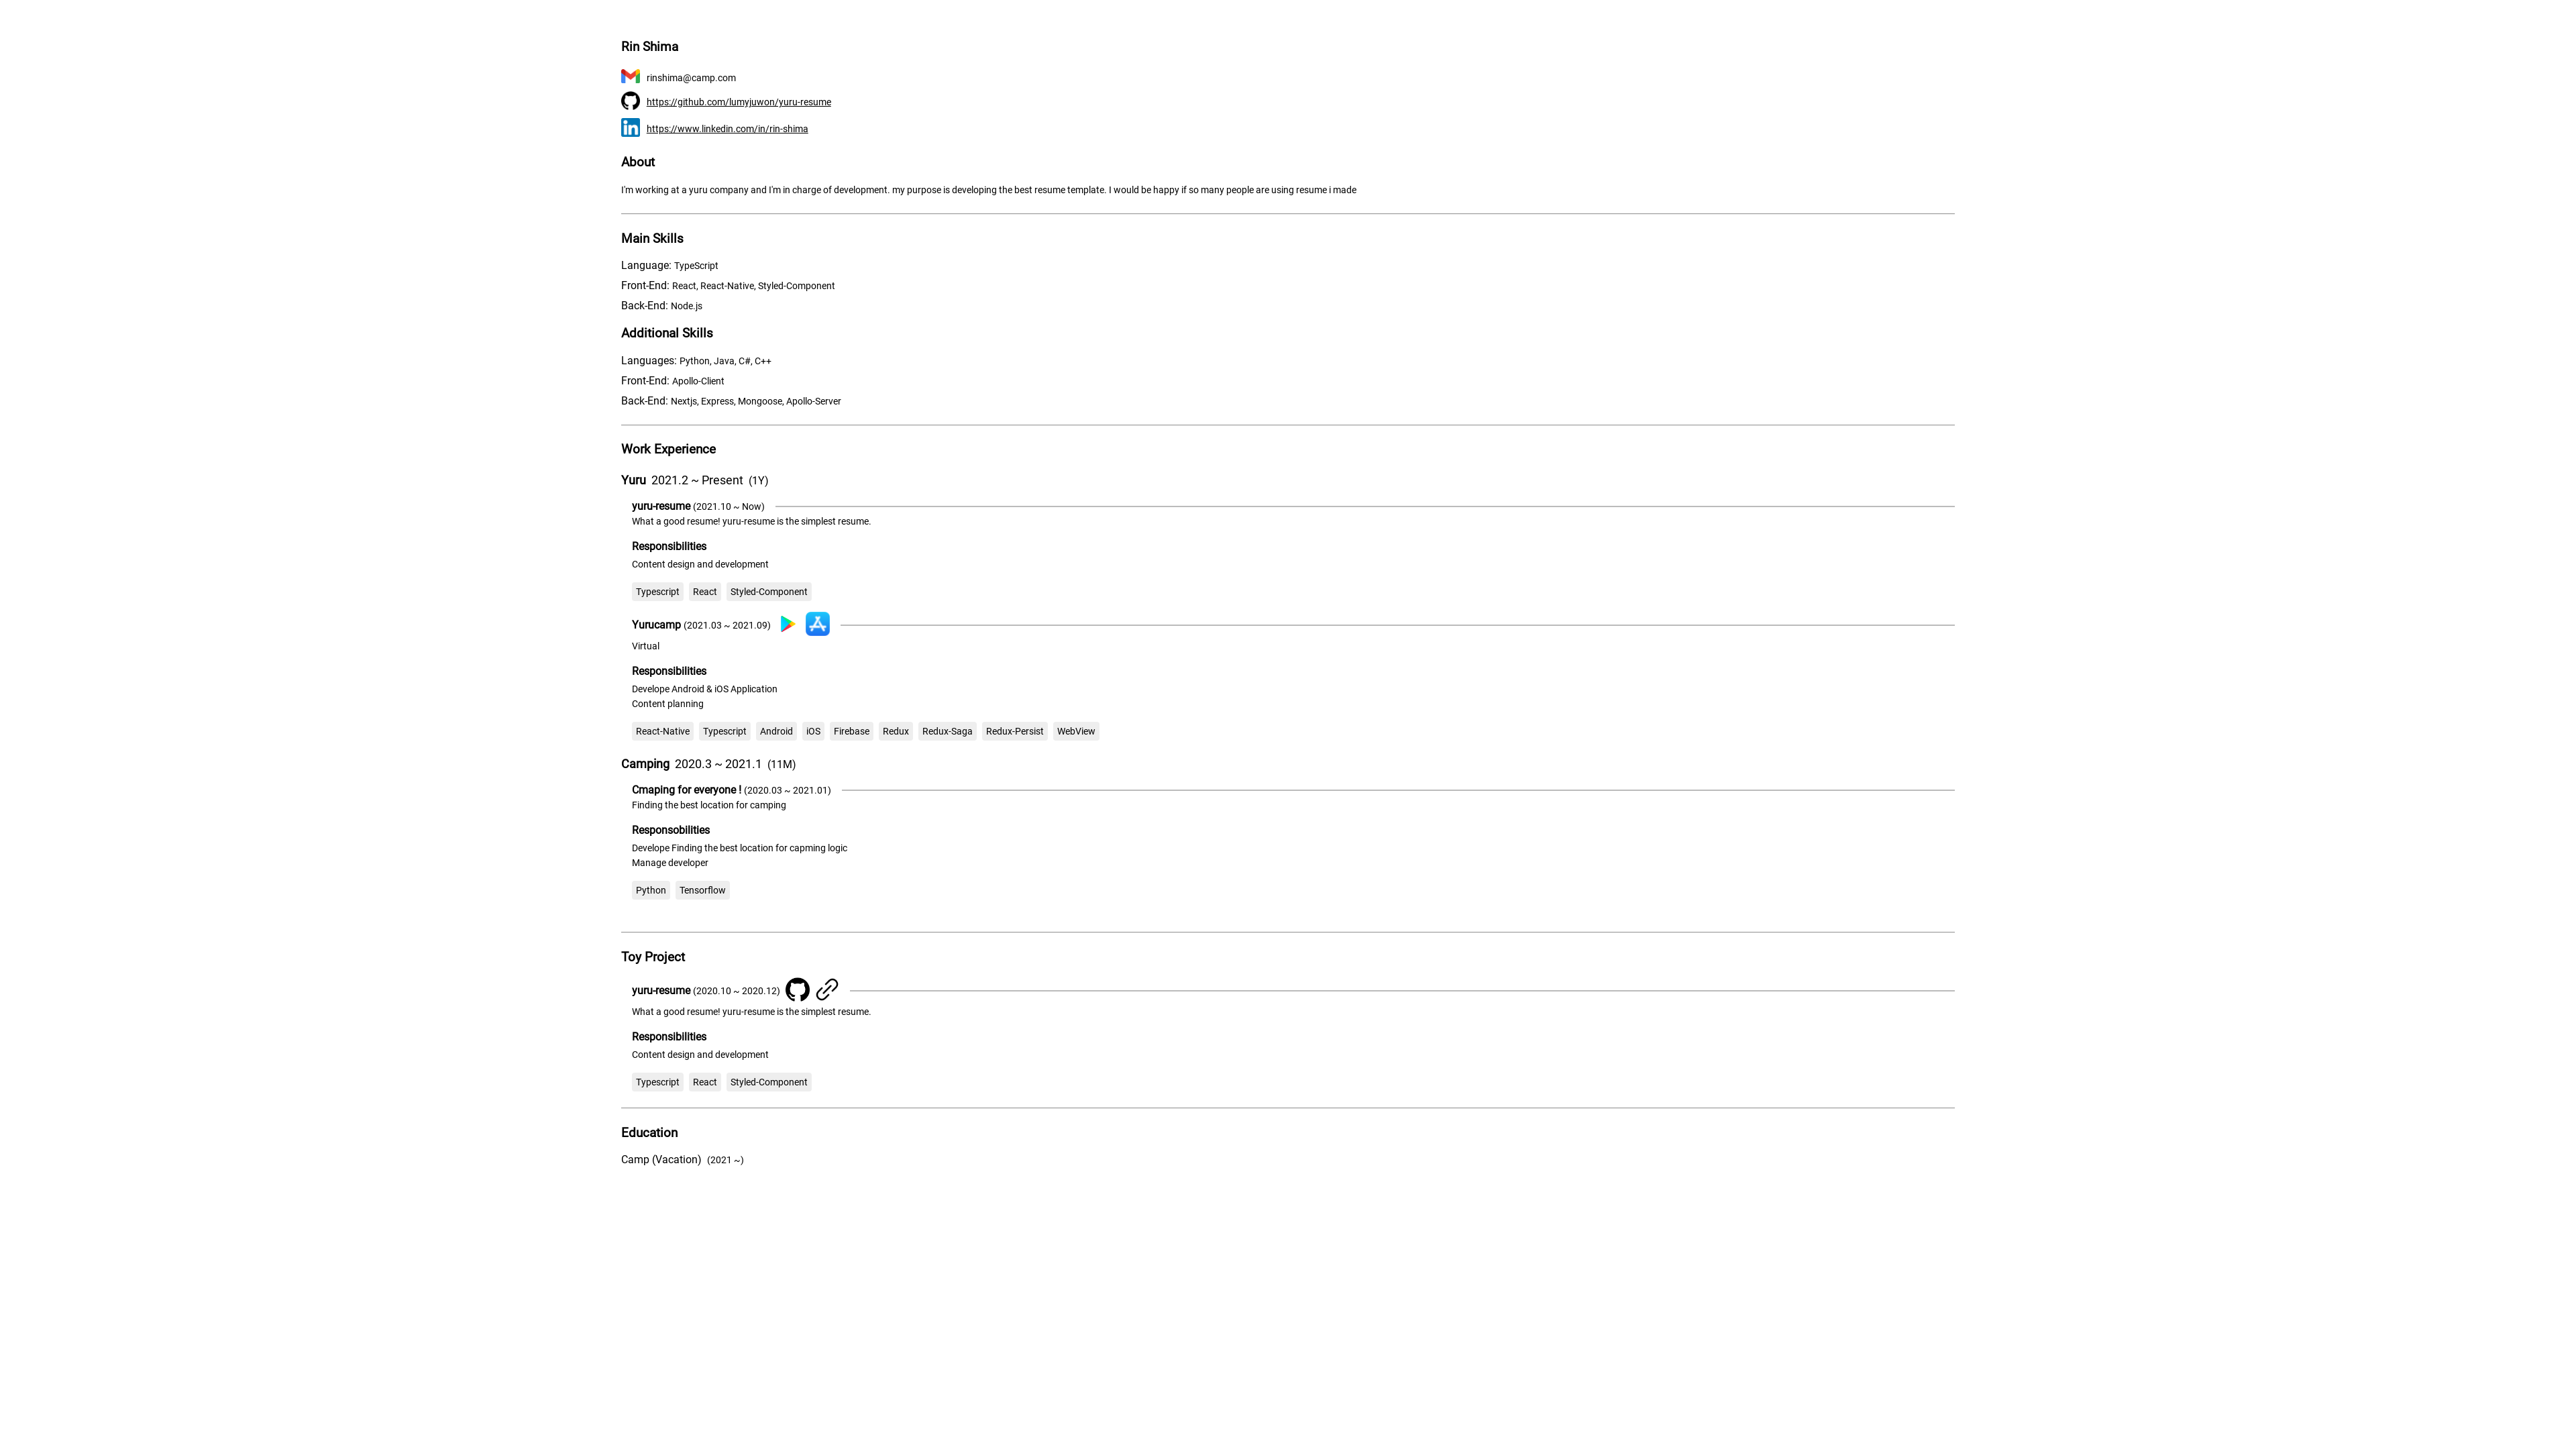 Rin Shima
rinshima@camp.com
https://github.com/lumyjuwon/yuru-resume
https://www.linkedin.com/in/rin-shima
About
I'm working at a yuru company and I'm in charge of development. my purpose is developing the best resume template. I would be happy if so many people are using resume i made
Main Skills
Language: TypeScript
Front-End: React, React-Native, Styled-Component
Back-End: Node.js
Additional Skills
Languages: Python, Java, C#, C++
Front-End: Apollo-Client
Back-End: Nextjs, Express, Mongoose, Apollo-Server
Work Experience
Yuru 2021.2 ~ Present (1Y)
yuru-resume (2021.10 ~ Now)
What a good resume! yuru-resume is the simplest resume.
Responsibilities
Content design and development
Typescript React Styled-Component
Yurucamp (2021.03 ~ 2021.09)
Virtual
Responsibilities
Develope Android & iOS Application
Content planning
React-Native Typescript Android iOS Firebase Redux Redux-Saga Redux-Persist WebView
Camping 2020.3 ~ 2021.1 (11M)
Cmaping for everyone ! (2020.03 ~ 2021.01)
Finding the best location for camping
Responsobilities
Develope Finding the best location for capming logic
Manage developer
Python Tensorflow
Toy Project
yuru-resume (2020.10 ~ 2020.12)
What a good resume! yuru-resume is the simplest resume.
Responsibilities
Content design and development
Typescript React Styled-Component
Education
Camp (Vacation) (2021 ~)